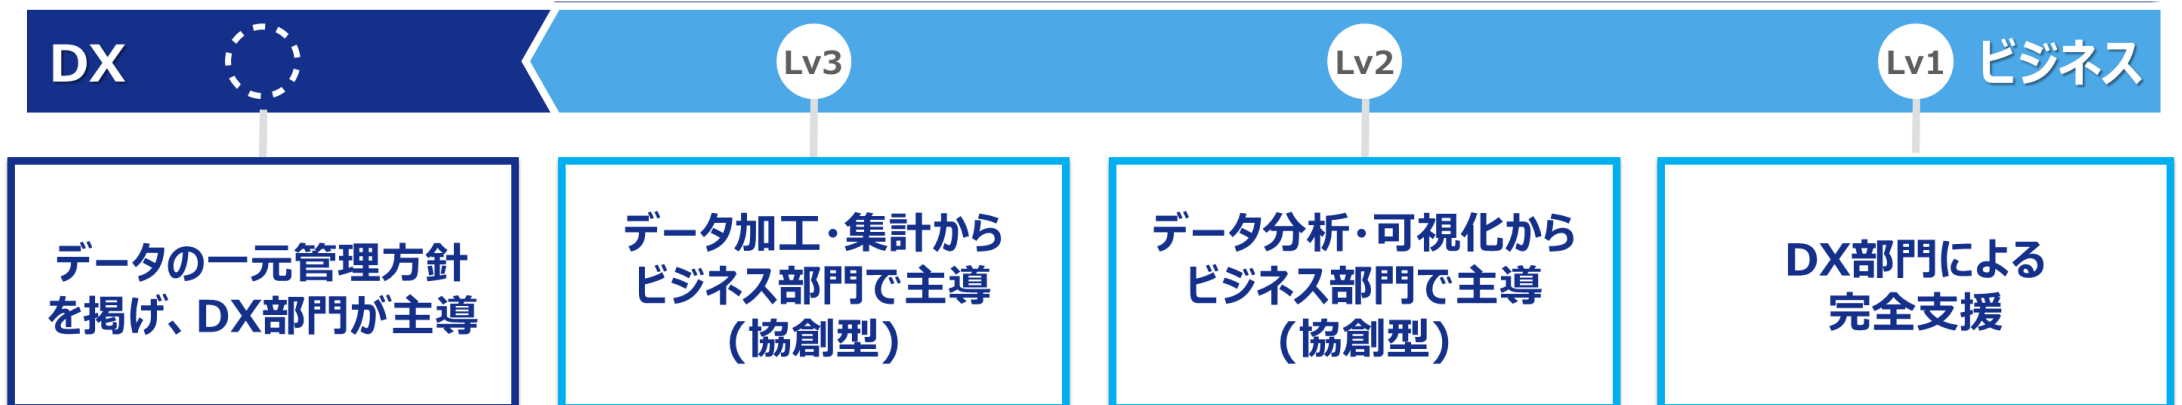 DX
Lv3
Lv2
Lv1
ビジネス
データの一元管理方針
を掲げ、DX部門が主導
データ加工・集計から
ビジネス部門で主導
(協創型)
データ分析・可視化から
ビジネス部門で主導
(協創型)
DX部門による
完全支援